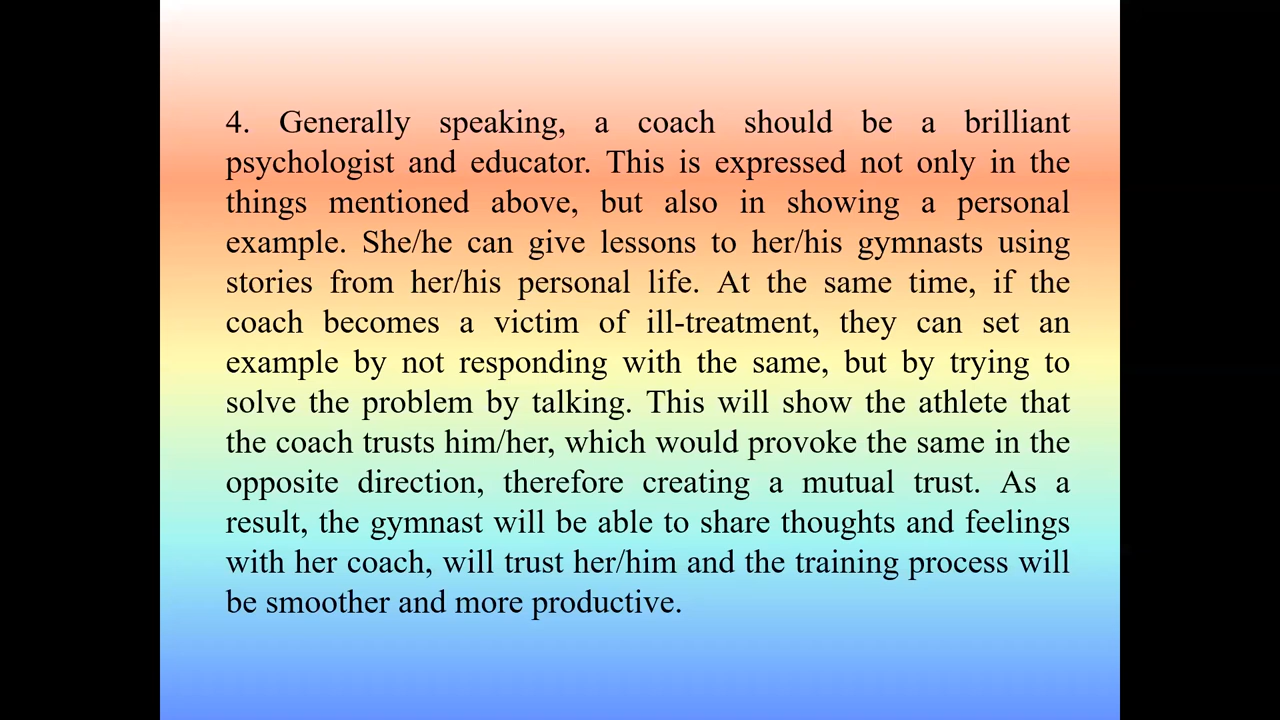 4. Generally speaking, a coach should be a brilliant
psychologist and educator. This is expressed not only in the
things mentioned above, but also in showing a personal
example. She/he can give lessons to her/his gymnasts using
stories from her/his personal life. At the same time, if the
coach becomes a victim of ill-treatment, they can set an
example by not responding with the same, but by trying to
solve the problem by talking. This will show the athlete that
the coach trusts him/her, which would provoke the same in the
opposite direction, therefore creating a mutual trust. As a
result, the gymnast will be able to share thoughts and feelings
with her coach, will trust her/him and the training process will
be smoother and more productive.